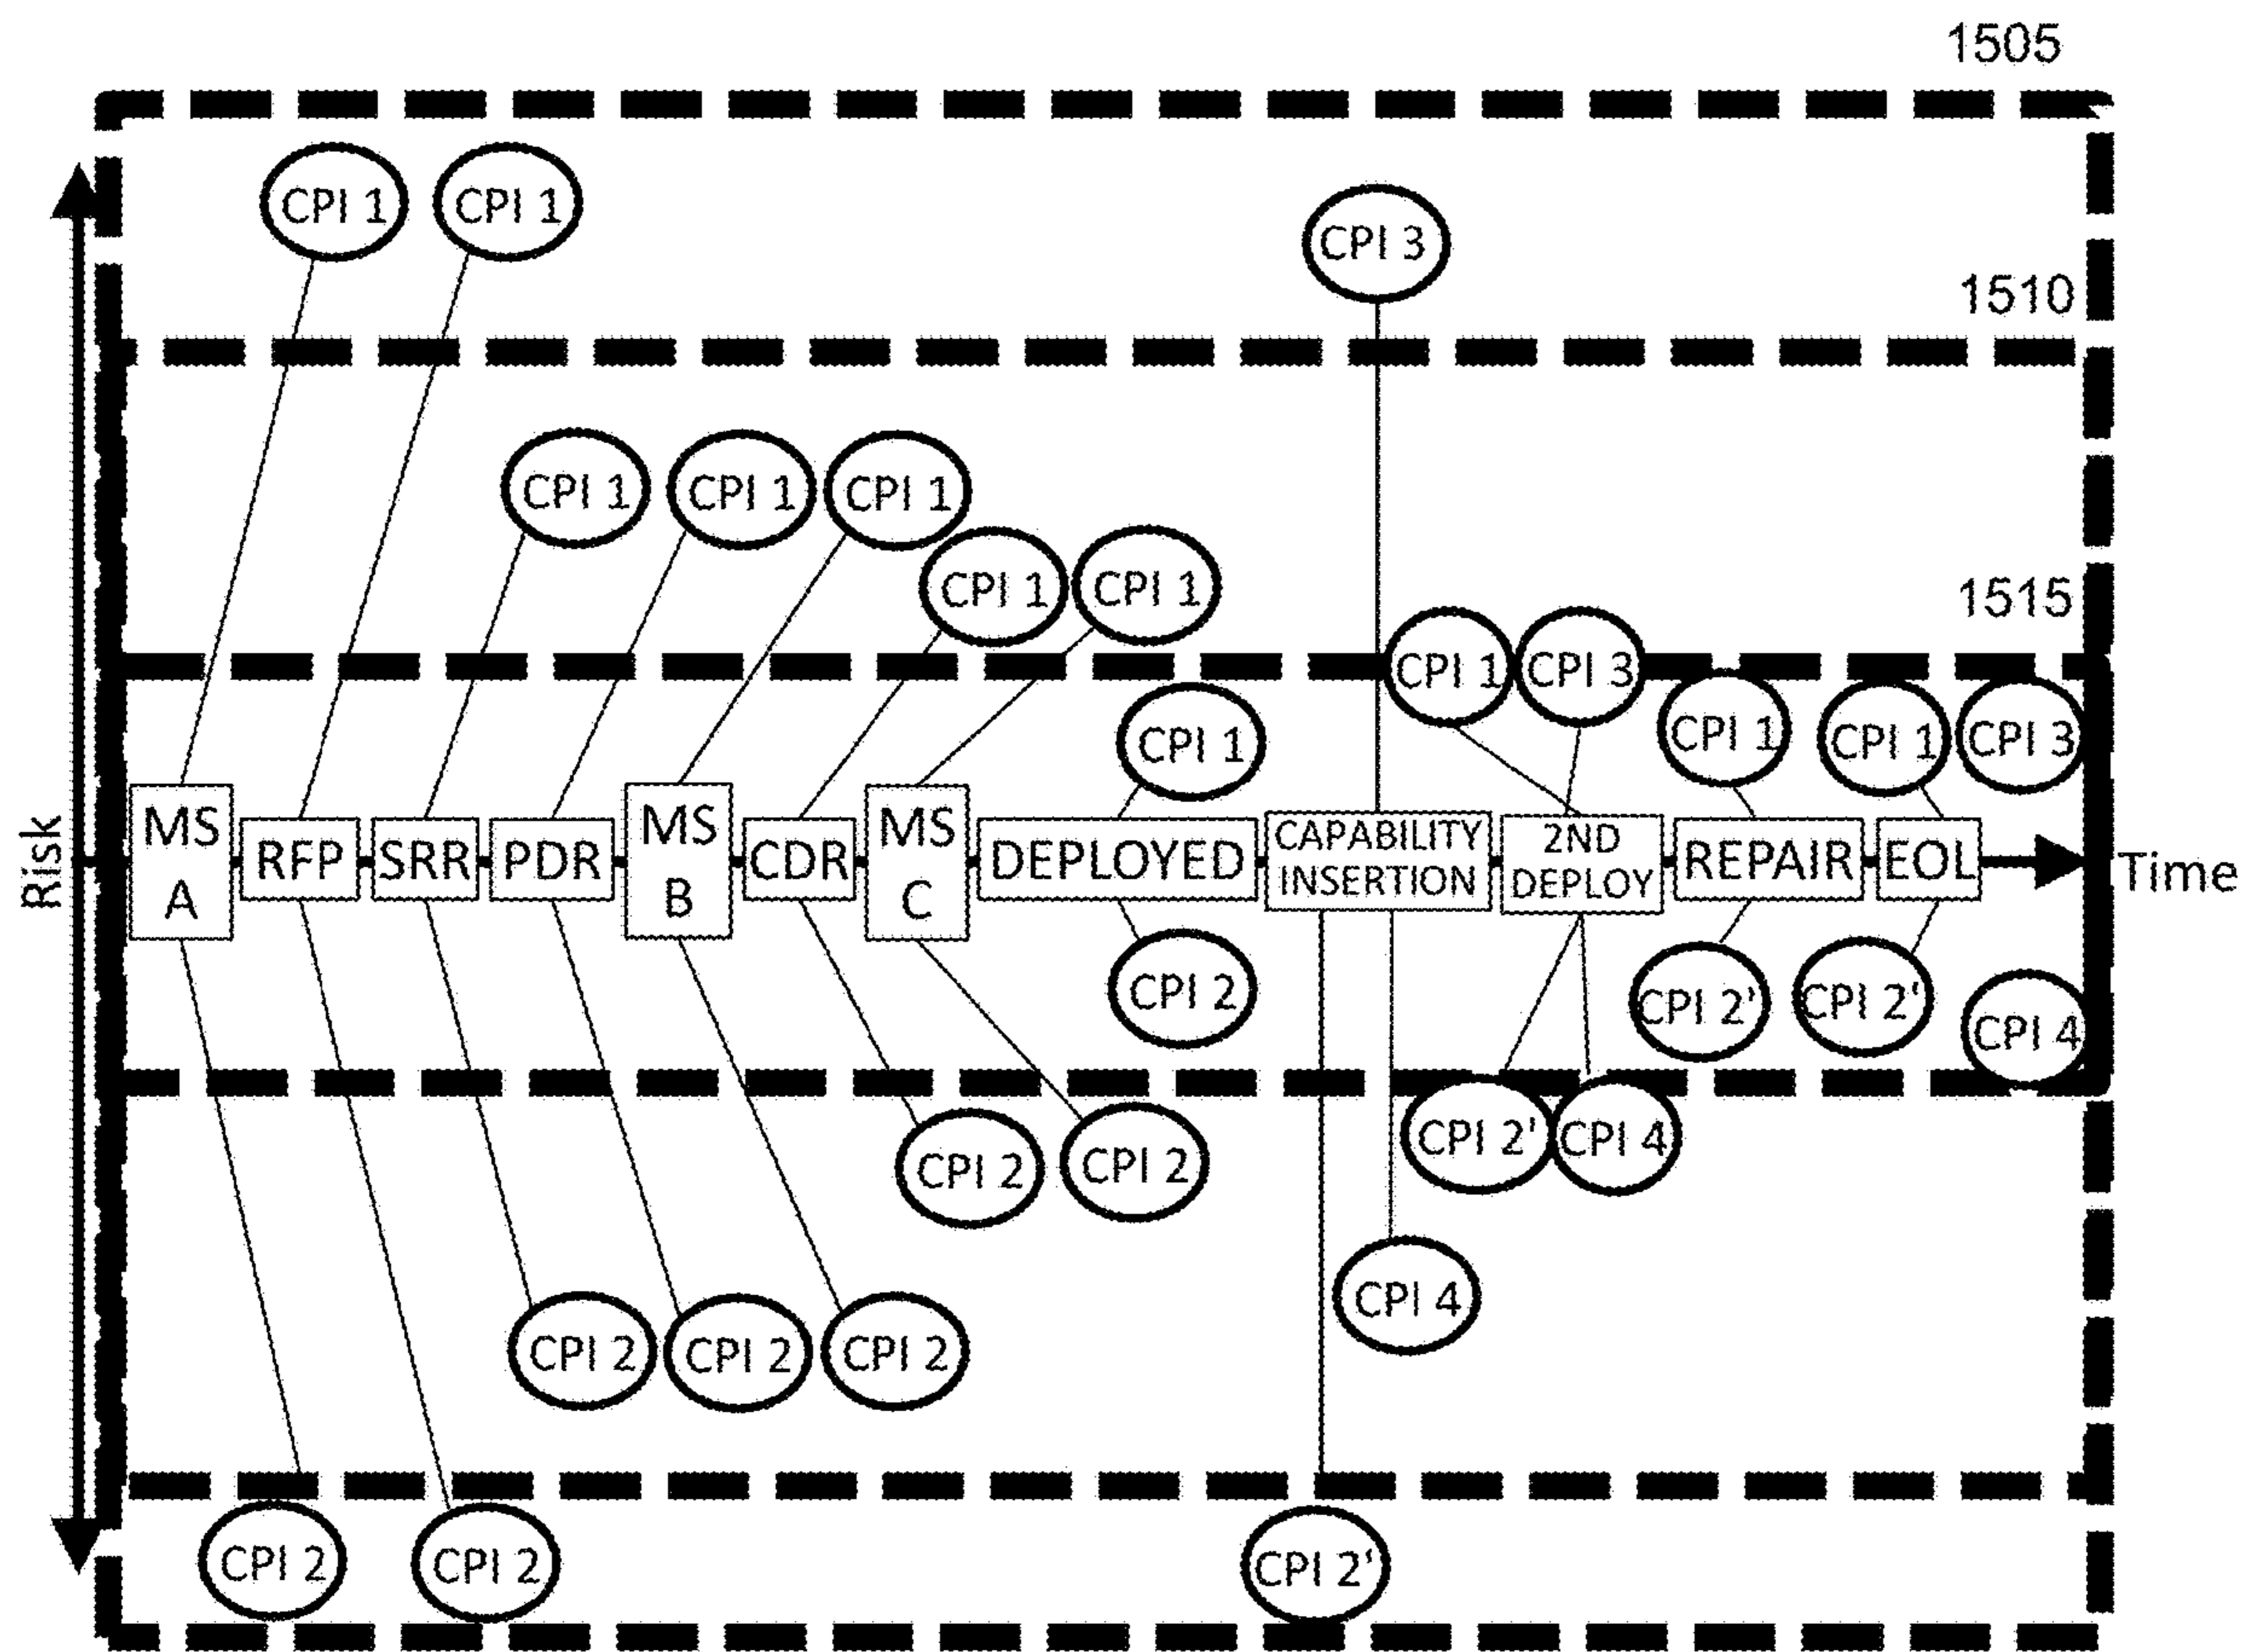 1505
CPI 1
CPI 1
CPI 3
1510
CPI 1
CPI 1
CPI 1
CPI 1
CPI 1
1515
CPI 1
CPI 3
CPI 1
CPI 1
CPI 1
CPI 3
Risk
MS
A
RFP
SRR
PDR
MS
B
CDR
MS
C
DEPLOYED
CAPABILITY
INSERTION
2ND
DEPLOY
REPAIR
EOL
Time
CPI 2
CPI 2'
CPI 2'
CPI 4
CPI 2
CPI 2
CPI 2'
CPI 4
CPI 4
CPI 2
CPI 2
CPI 2
CPI 2
CPI 2
CPI 2'